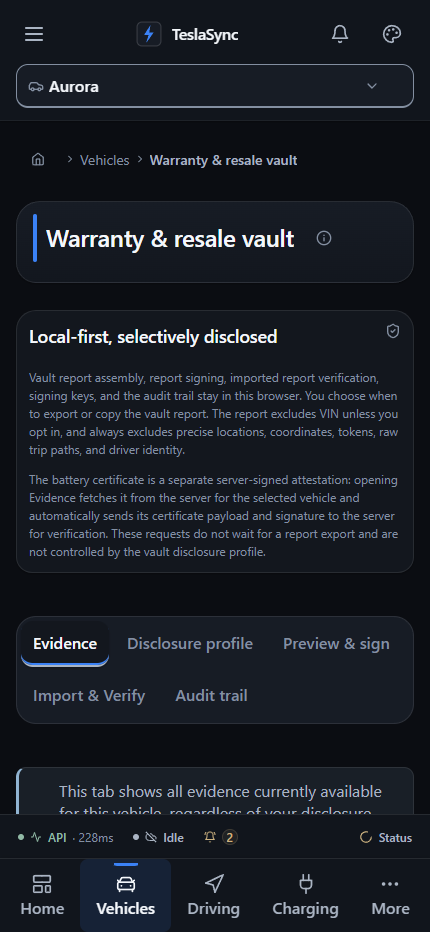 TeslaSync
Aurora
Vehicles
Warranty & resale vault
Warranty & resale vault
Local-first, selectively disclosed
Vault report assembly, report signing, imported report verification,
signing keys, and the audit trail stay in this browser. You choose when
to export or copy the vault report. The report excludes VIN unless you
opt in, and always excludes precise locations, coordinates, tokens, raw
trip paths, and driver identity.
The battery certificate is a separate server-signed attestation: opening
Evidence fetches it from the server for the selected vehicle and
automatically sends its certificate payload and signature to the server
for verification. These requests do not wait for a report export and are
not controlled by the vault disclosure profile.
Evidence Disclosure profile Preview & sign
Import & Verify Audit trail
This tab shows all evidence currently available
for this vehicle, regardless of your disclosure
API · 228ms Idle 2 Status
Home Vehicles Driving Charging More